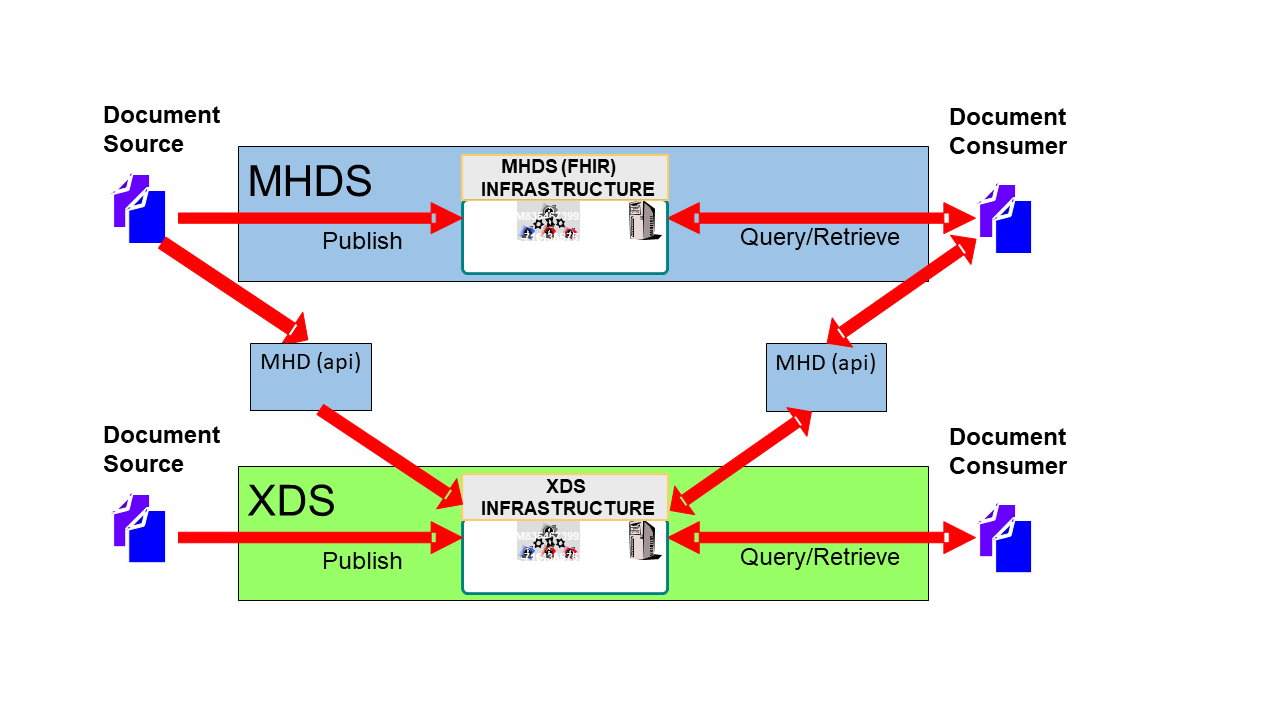 Document
Source
Document
Consumer
MHDS
MHDS (FHIR)
INFRASTRUCTURE
Publish
Query/Retrieve
MHD (api)
MHD (api)
Document
Source
Document
Consumer
XDS
XDS
INFRASTRUCTURE
Publish
Query/Retrieve